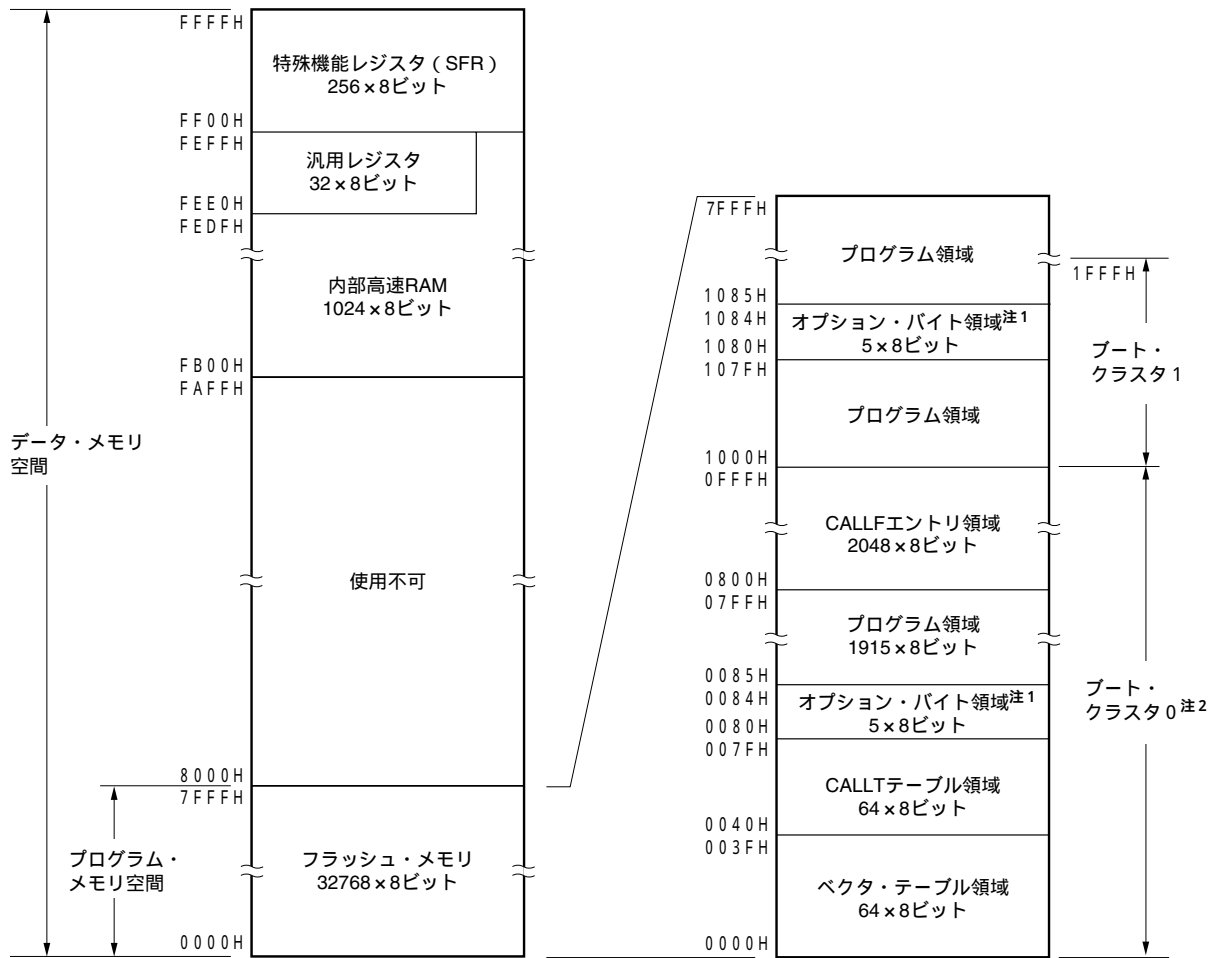 FFFFH
特殊機能レジスタ（SFR）
256×8ビット
FF00H
FEFFH
汎用レジスタ
32×8ビット
FEE0H
FEDFH
内部高速RAM
1024×8ビット
FB00H
FAFFH
データ・メモリ
空間
使用不可
8000H
7FFFH
プログラム・
メモリ空間
フラッシュ・メモリ
32768×8ビット
0000H
7FFFH
プログラム領域
1FFFH
1085H
1084H
オプション・バイト領域注1
5×8ビット
1080H
107FH
ブート・
クラスタ1
プログラム領域
1000H
0FFFH
CALLFエントリ領域
2048×8ビット
0800H
07FFH
プログラム領域
1915×8ビット
0085H
0084H
オプション・バイト領域注1
5×8ビット
0080H
007FH
ブート・
クラスタ0注2
CALLTテーブル領域
64×8ビット
0040H
003FH
ベクタ・テーブル領域
64×8ビット
0000H